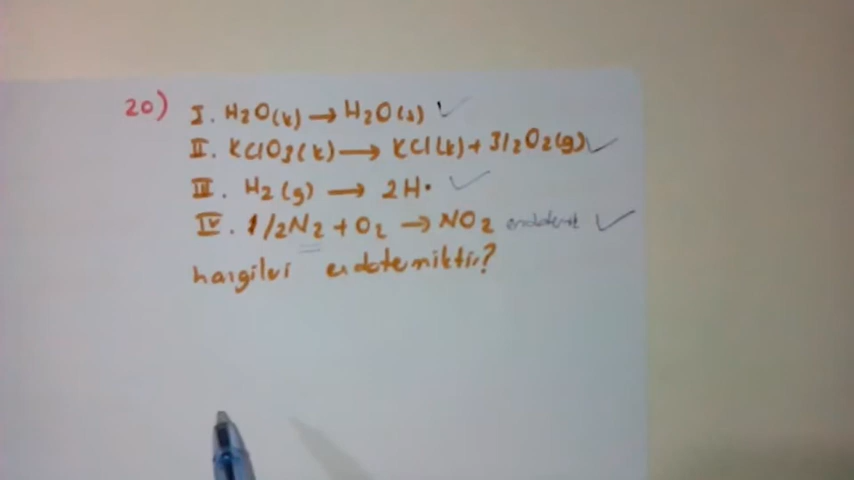 20) I. H2O(k) → H2O(s) ✓
II. KClO3(k) → KCl(k) + 3/2O2(g) ✓
III. H2(g) → 2H· ✓
IV. 1/2N2 + O2 → NO2 endotermik ✓
hangileri endotermiktir?